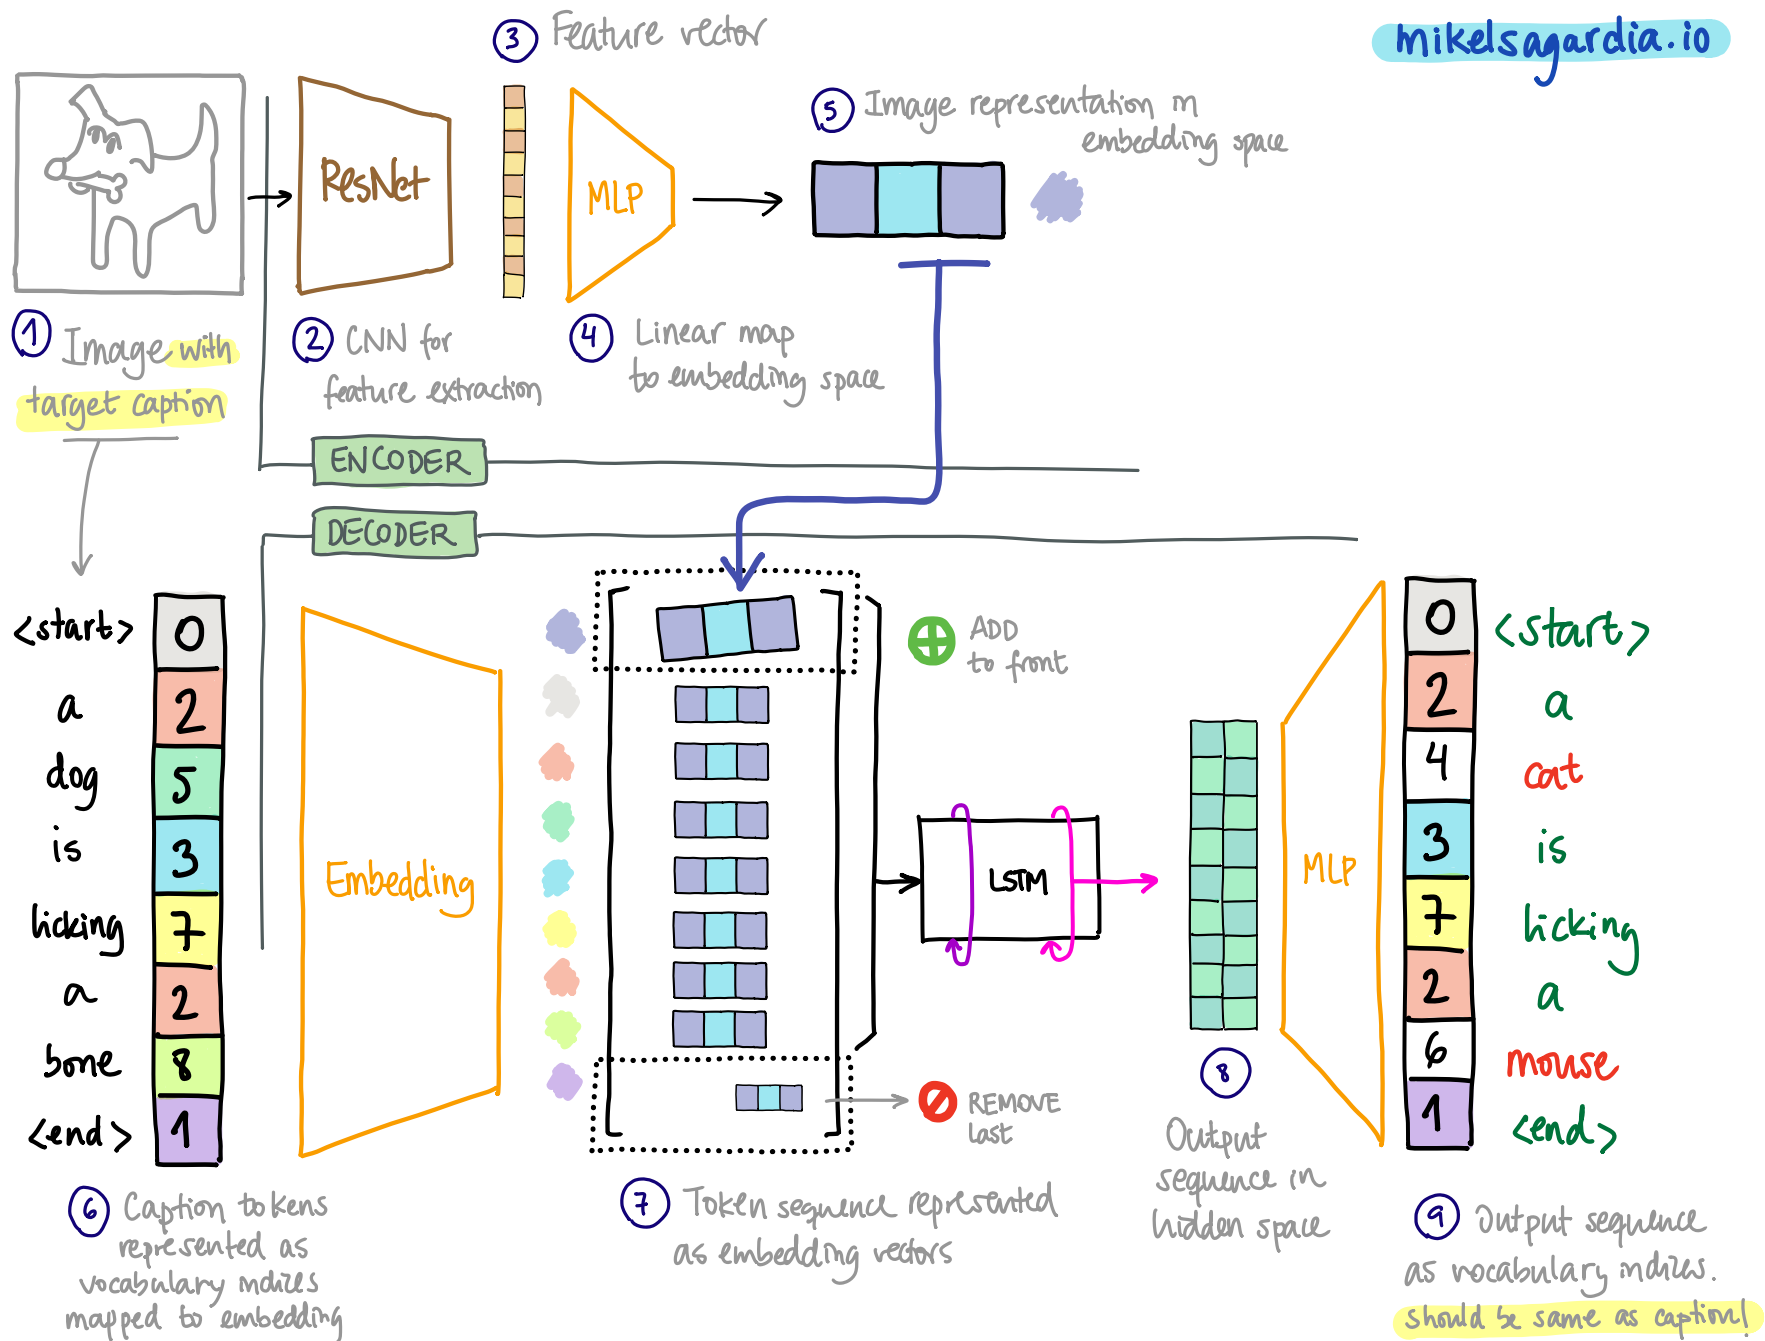 mikelsagardia.io
3 Feature vector
ResNet
MLP
5 Image representation in
embedding space
1 Image with
target caption
2 CNN for
feature extraction
4 Linear map
to embedding space
ENCODER
DECODER
<start> 0
a 2
dog 5
is 3
licking 7
a 2
bone 8
<end> 1
Embedding
ADD
to front
REMOVE
last
LSTM
MLP
0 <start>
2 a
4 cat
3 is
7 licking
2 a
6 mouse
1 <end>
6 Caption tokens
represented as
vocabulary indices
mapped to embedding
7 Token sequence represented
as embedding vectors
8
Output
sequence in
hidden space
9 Output sequence
as vocabulary indices.
should be same as caption!